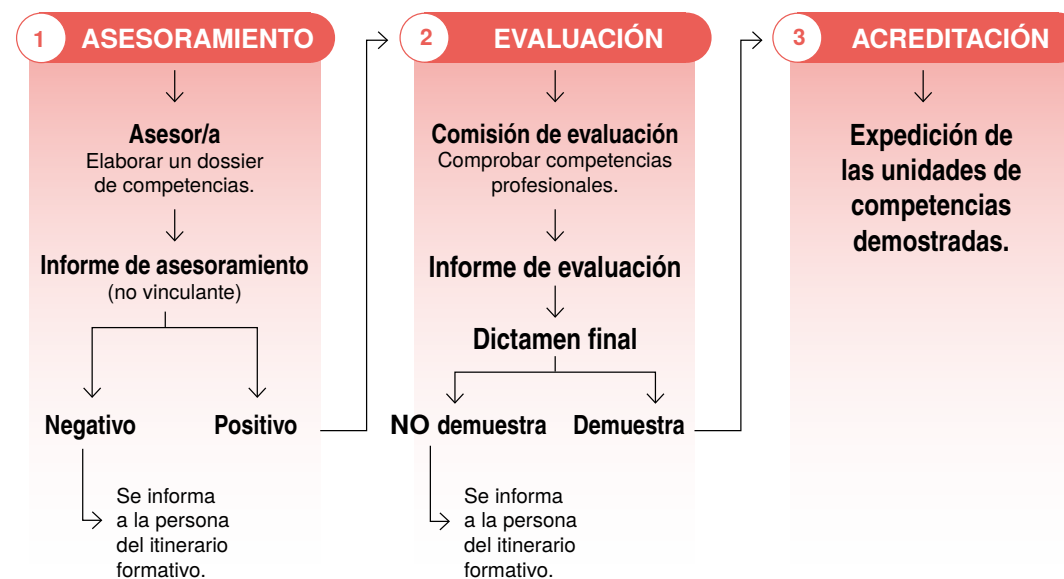 1 ASESORAMIENTO
Asesor/a
Elaborar un dossier
de competencias.
Informe de asesoramiento
(no vinculante)
Negativo
Positivo
Se informa
a la persona
del itinerario
formativo.
2 EVALUACIÓN
Comisión de evaluación
Comprobar competencias
profesionales.
Informe de evaluación
Dictamen final
NO demuestra
Demuestra
Se informa
a la persona
del itinerario
formativo.
3 ACREDITACIÓN
Expedición de
las unidades de
competencias
demostradas.